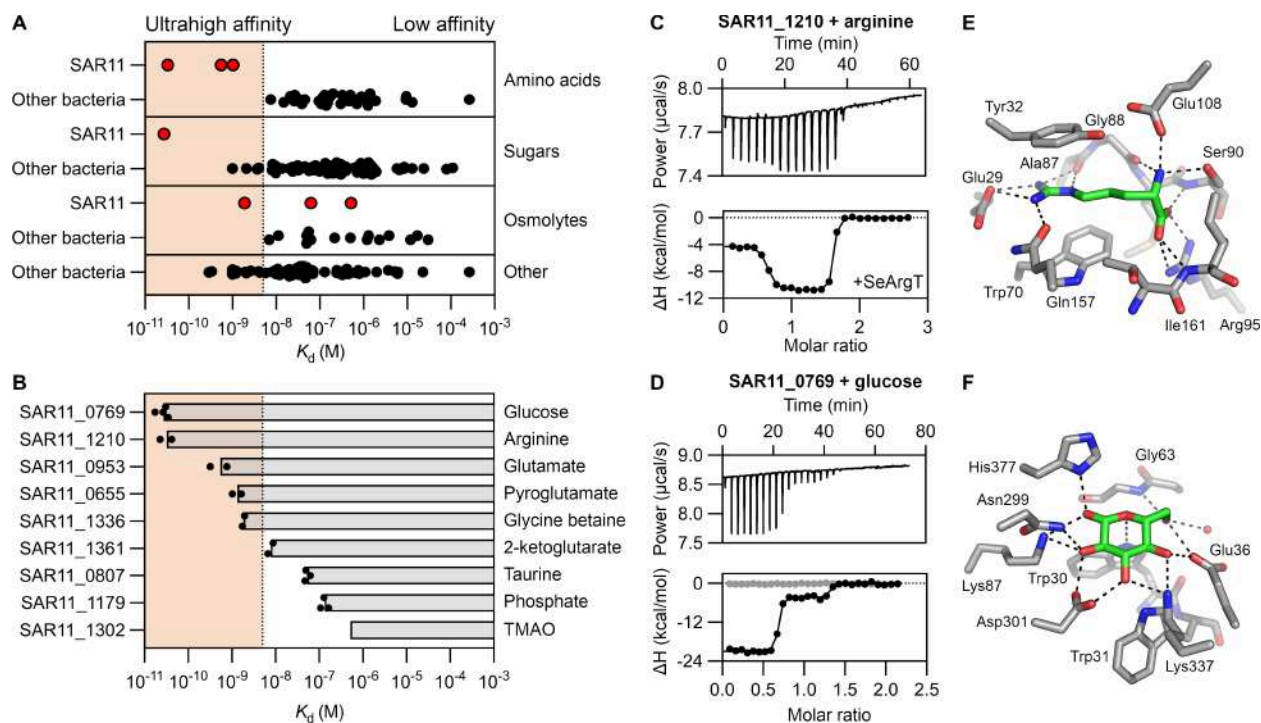 A
Ultrahigh affinity Low affinity
SAR11
Other bacteria
Amino acids
SAR11
Other bacteria
Sugars
SAR11
Other bacteria
Osmolytes
Other bacteria
Other
10⁻¹¹ 10⁻¹⁰ 10⁻⁹ 10⁻⁸ 10⁻⁷ 10⁻⁶ 10⁻⁵ 10⁻⁴ 10⁻³
Kd (M)
B
SAR11_0769 Glucose
SAR11_1210 Arginine
SAR11_0953 Glutamate
SAR11_0655 Pyroglutamate
SAR11_1336 Glycine betaine
SAR11_1361 2-ketoglutarate
SAR11_0807 Taurine
SAR11_1179 Phosphate
SAR11_1302 TMAO
10⁻¹¹ 10⁻¹⁰ 10⁻⁹ 10⁻⁸ 10⁻⁷ 10⁻⁶ 10⁻⁵ 10⁻⁴ 10⁻³
Kd (M)
C
SAR11_1210 + arginine
Time (min)
0 20 40 60
8.0
7.7
7.4
Power (µcal/s)
0
-4
-8
-12
ΔH (kcal/mol)
+SeArgT
0 1 2 3
Molar ratio
D
SAR11_0769 + glucose
Time (min)
0 20 40 60 80
9.0
8.5
8.0
7.5
Power (µcal/s)
0
-12
-24
ΔH (kcal/mol)
0.0 0.5 1.0 1.5 2.0 2.5
Molar ratio
E
Glu108
Tyr32
Gly88
Ser90
Ala87
Glu29
Trp70
Gln157
Ile161
Arg95
F
His377
Gly63
Asn299
Glu36
Lys87
Trp30
Asp301
Trp31
Lys337